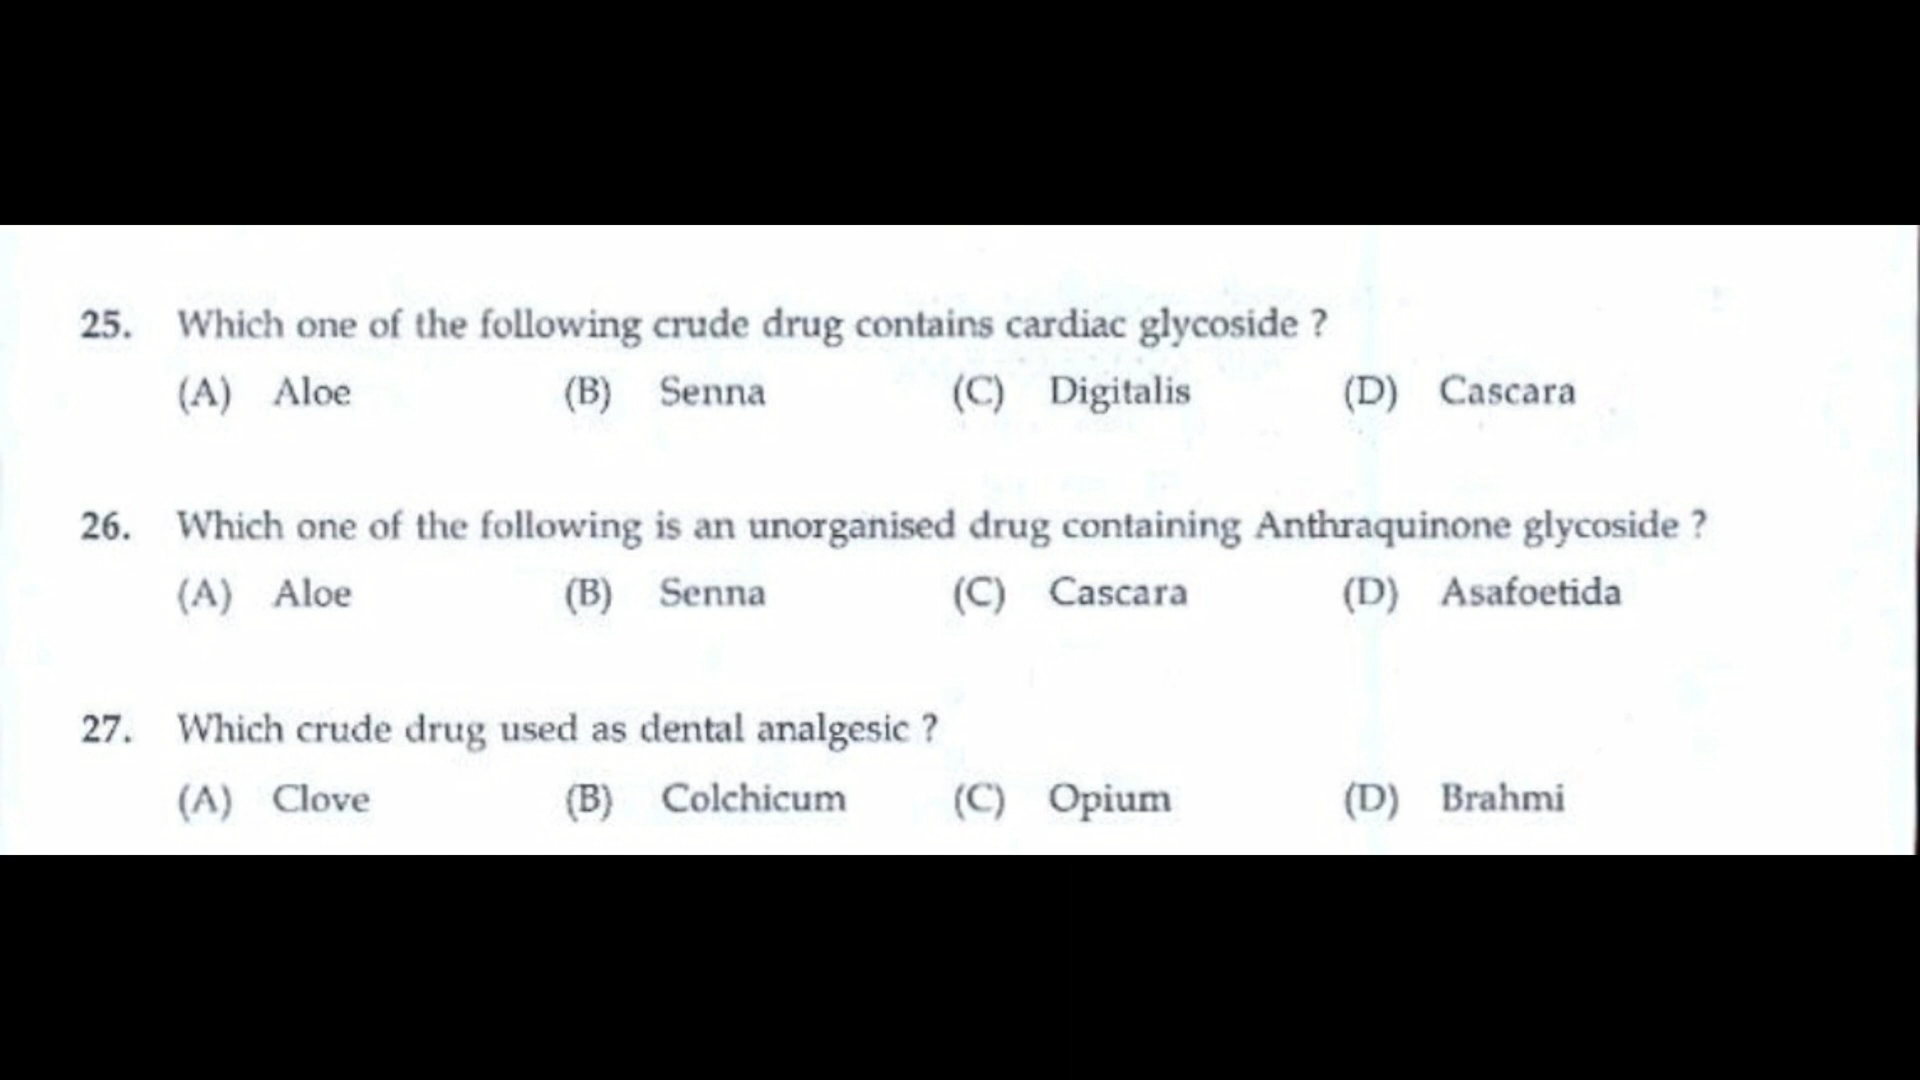 25. Which one of the following crude drug contains cardiac glycoside ?
(A) Aloe (B) Senna (C) Digitalis (D) Cascara
26. Which one of the following is an unorganised drug containing Anthraquinone glycoside ?
(A) Aloe (B) Senna (C) Cascara (D) Asafoetida
27. Which crude drug used as dental analgesic ?
(A) Clove (B) Colchicum (C) Opium (D) Brahmi